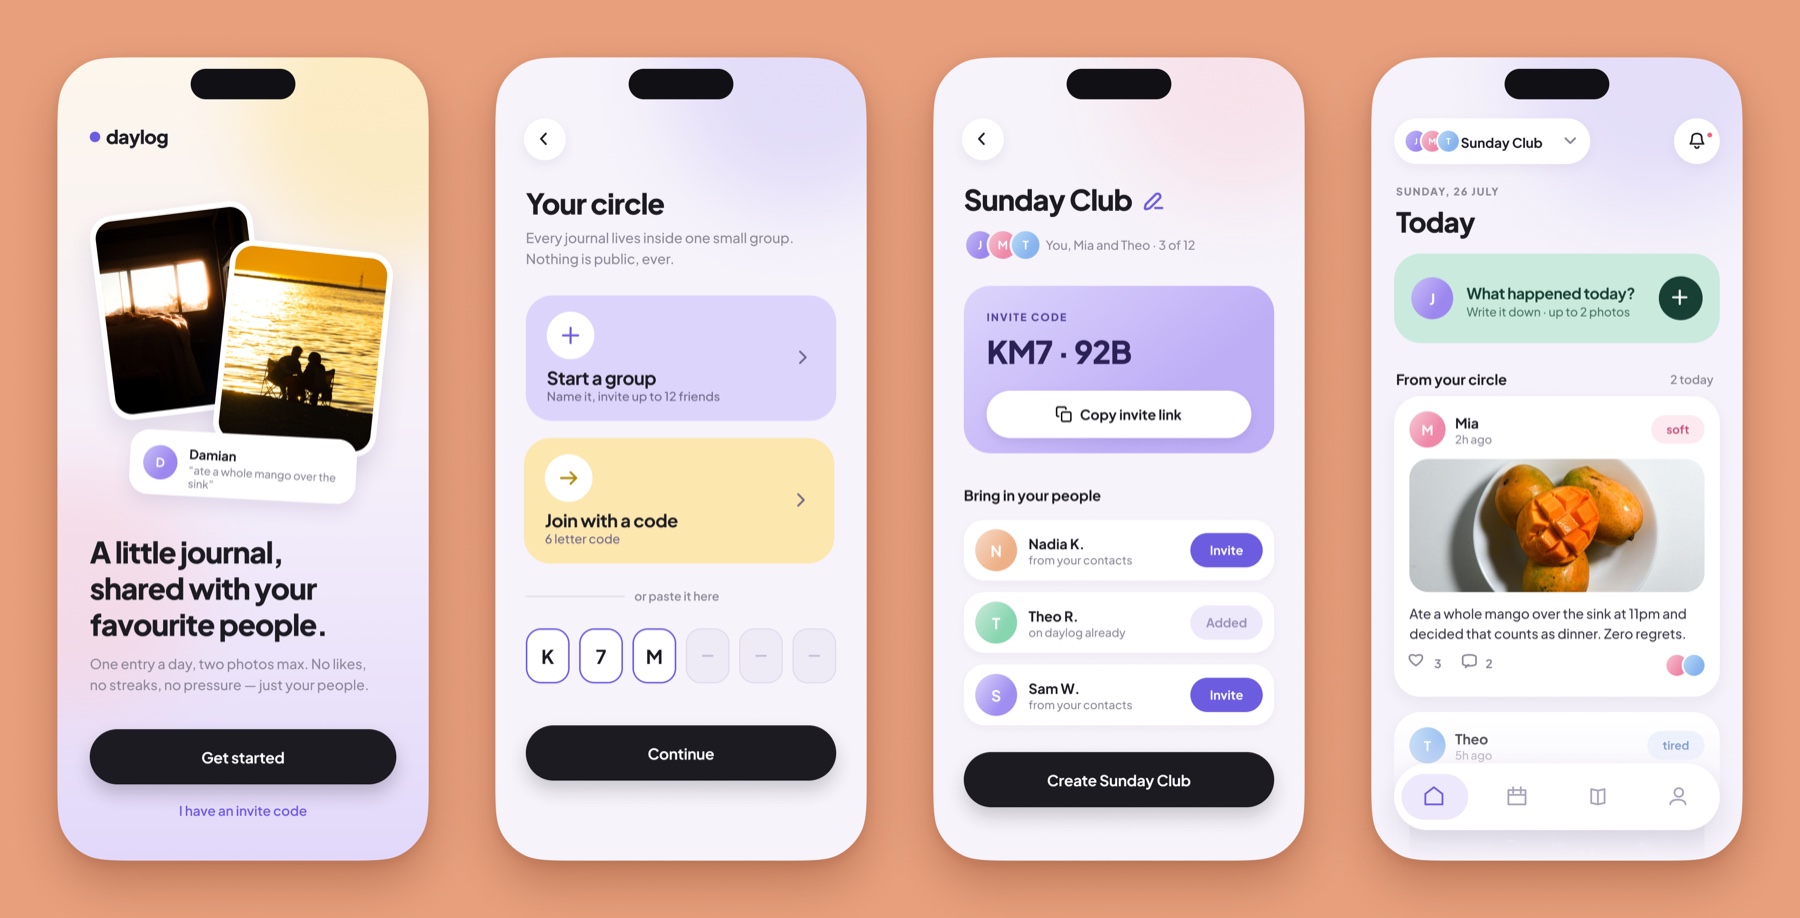 daylog
D
Damian
"ate a whole mango over the
sink"
A little journal,
shared with your
favourite people.
One entry a day, two photos max. No likes,
no streaks, no pressure — just your people.
Get started
I have an invite code
Your circle
Every journal lives inside one small group.
Nothing is public, ever.
Start a group
Name it, invite up to 12 friends
Join with a code
6 letter code
or paste it here
K 7 M – – –
Continue
Sunday Club
J M T You, Mia and Theo · 3 of 12
INVITE CODE
KM7 · 92B
Copy invite link
Bring in your people
N
Nadia K.
from your contacts
Invite
T
Theo R.
on daylog already
Added
S
Sam W.
from your contacts
Invite
Create Sunday Club
J M T Sunday Club
SUNDAY, 26 JULY
Today
J
What happened today?
Write it down · up to 2 photos
From your circle
2 today
M
Mia
2h ago
soft
Ate a whole mango over the sink at 11pm and
decided that counts as dinner. Zero regrets.
3 2
T
Theo
5h ago
tired